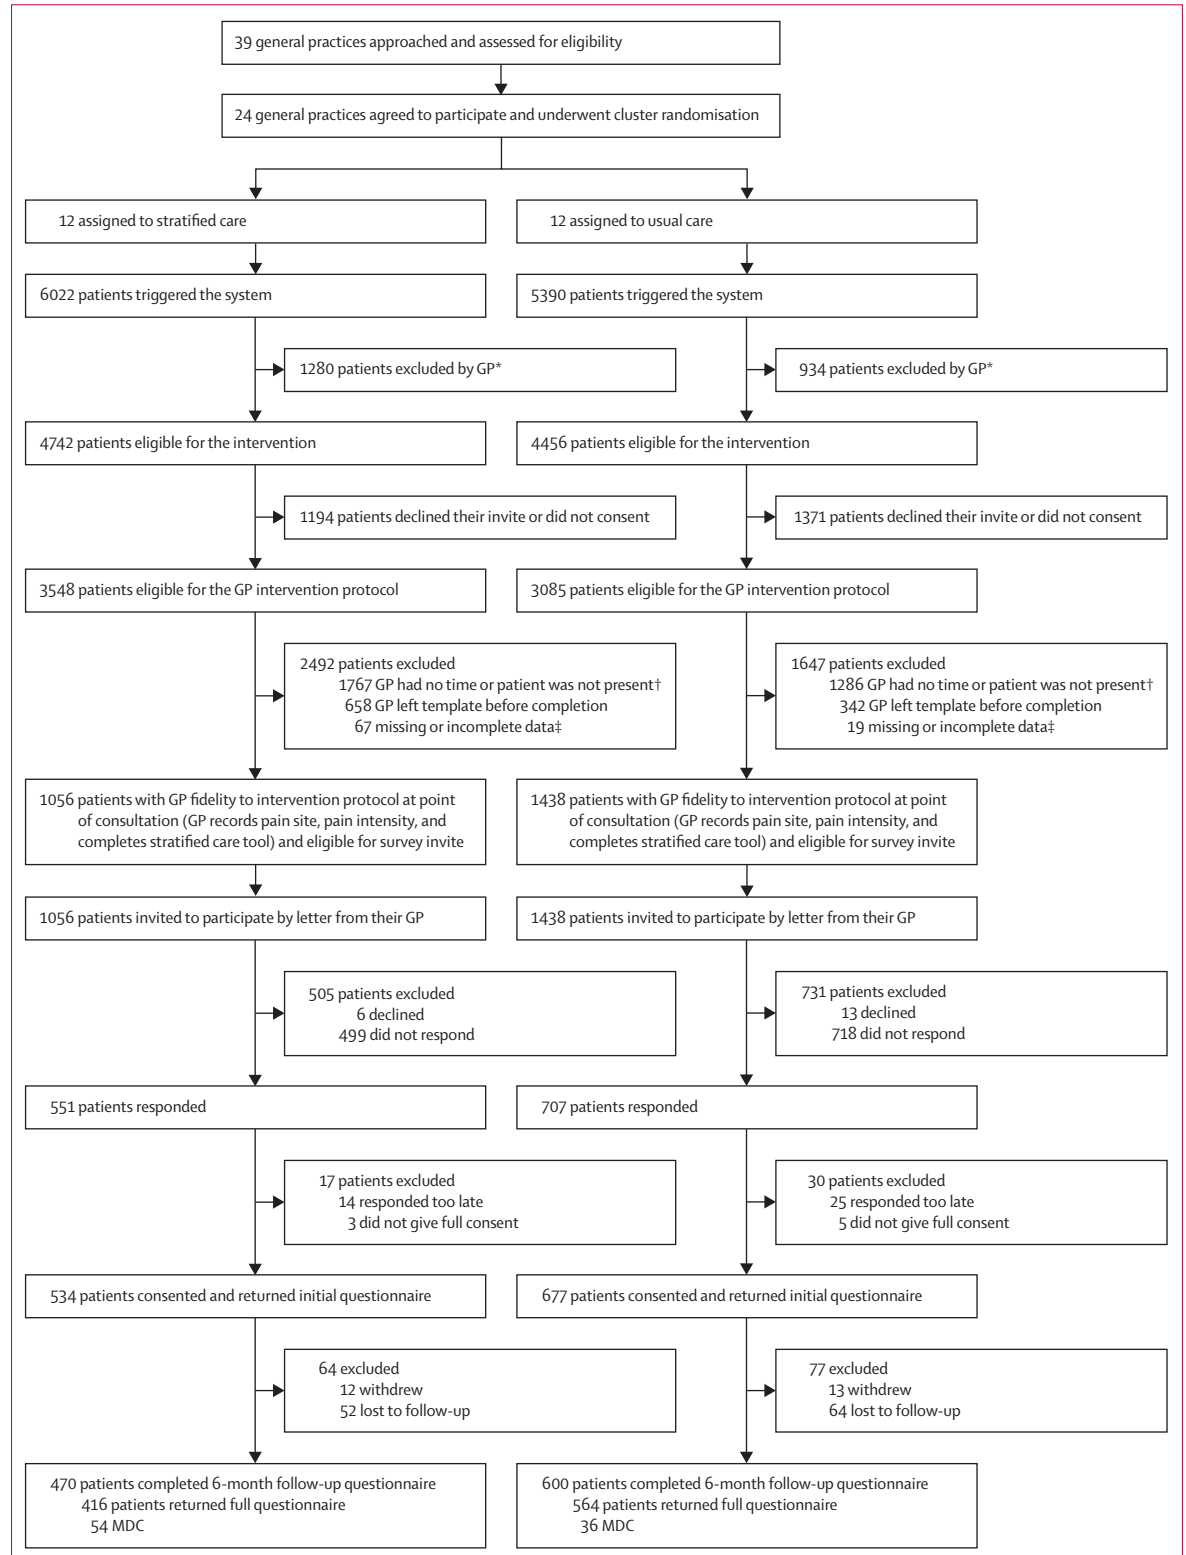 39 general practices approached and assessed for eligibility
24 general practices agreed to participate and underwent cluster randomisation
12 assigned to stratified care
12 assigned to usual care
6022 patients triggered the system
5390 patients triggered the system
1280 patients excluded by GP*
934 patients excluded by GP*
4742 patients eligible for the intervention
4456 patients eligible for the intervention
1194 patients declined their invite or did not consent
1371 patients declined their invite or did not consent
3548 patients eligible for the GP intervention protocol
3085 patients eligible for the GP intervention protocol
2492 patients excluded
1767 GP had no time or patient was not present†
658 GP left template before completion
67 missing or incomplete data‡
1647 patients excluded
1286 GP had no time or patient was not present†
342 GP left template before completion
19 missing or incomplete data‡
1056 patients with GP fidelity to intervention protocol at point
of consultation (GP records pain site, pain intensity, and
completes stratified care tool) and eligible for survey invite
1438 patients with GP fidelity to intervention protocol at point
of consultation (GP records pain site, pain intensity, and
completes stratified care tool) and eligible for survey invite
1056 patients invited to participate by letter from their GP
1438 patients invited to participate by letter from their GP
505 patients excluded
6 declined
499 did not respond
731 patients excluded
13 declined
718 did not respond
551 patients responded
707 patients responded
17 patients excluded
14 responded too late
3 did not give full consent
30 patients excluded
25 responded too late
5 did not give full consent
534 patients consented and returned initial questionnaire
677 patients consented and returned initial questionnaire
64 excluded
12 withdrew
52 lost to follow-up
77 excluded
13 withdrew
64 lost to follow-up
470 patients completed 6-month follow-up questionnaire
416 patients returned full questionnaire
54 MDC
600 patients completed 6-month follow-up questionnaire
564 patients returned full questionnaire
36 MDC